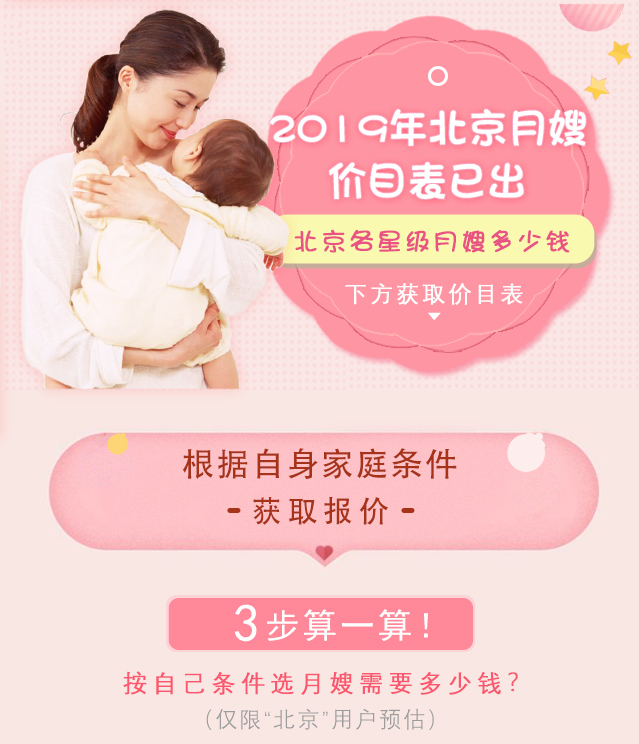 2019年北京月嫂
价目表已出
北京各星级月嫂多少钱
下方获取价目表
根据自身家庭条件
-获取报价-
3步算一算!
按自己条件选月嫂需要多少钱?
(仅限“北京”用户预估)